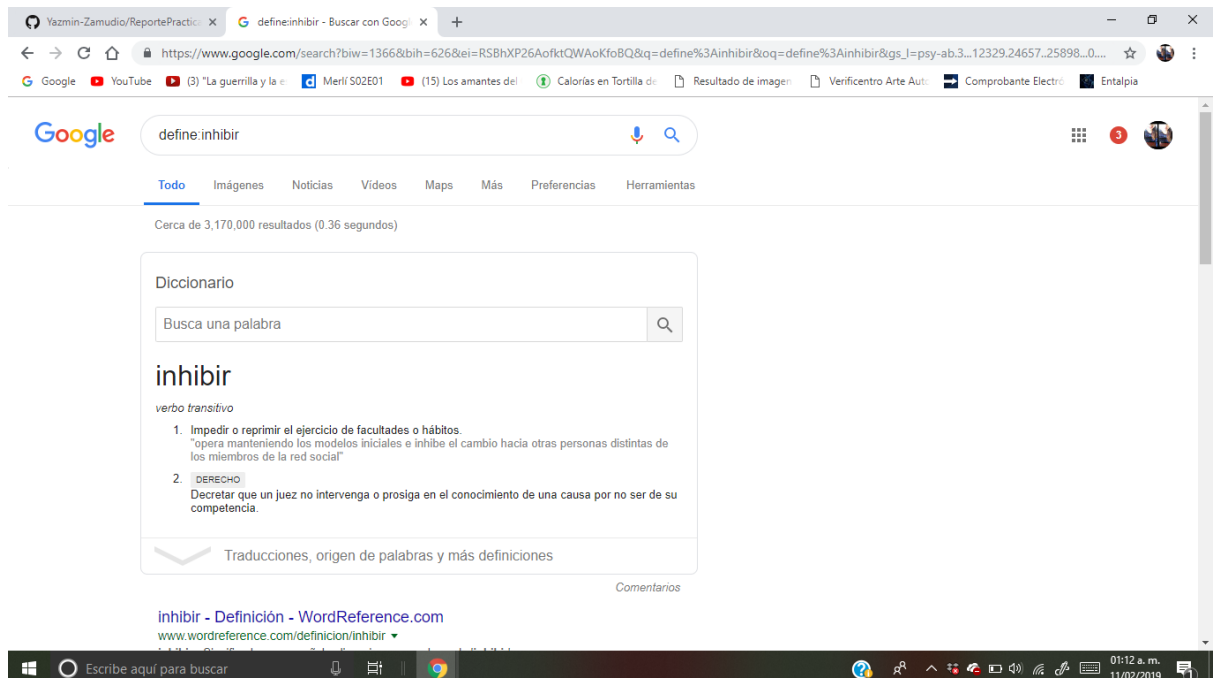 Yazmin-Zamudio/ReportePractica
define:inhibir - Buscar con Goog
https://www.google.com/search?biw=1366&bih=626&ei=RSBhXP26AofktQWAoKfoBQ&q=define%3Ainhibir&oq=define%3Ainhibir&gs_l=psy-ab.3...12329.24657..25898...0....
Google YouTube (3) "La guerrilla y la e Merlí S02E01 (15) Los amantes del Calorías en Tortilla de Resultado de imagen Verificentro Arte Auto Comprobante Electró Entalpia
Google define:inhibir 3
Todo Imágenes Noticias Vídeos Maps Más Preferencias Herramientas
Cerca de 3,170,000 resultados (0.36 segundos)
Diccionario
Busca una palabra
inhibir
verbo transitivo
1. Impedir o reprimir el ejercicio de facultades o hábitos.
"opera manteniendo los modelos iniciales e inhibe el cambio hacia otras personas distintas de
los miembros de la red social"
2. DERECHO
Decretar que un juez no intervenga o prosiga en el conocimiento de una causa por no ser de su
competencia.
Traducciones, origen de palabras y más definiciones
Comentarios
inhibir - Definición - WordReference.com
www.wordreference.com/definicion/inhibir
Escribe aquí para buscar
01:12 a. m.
11/02/2019